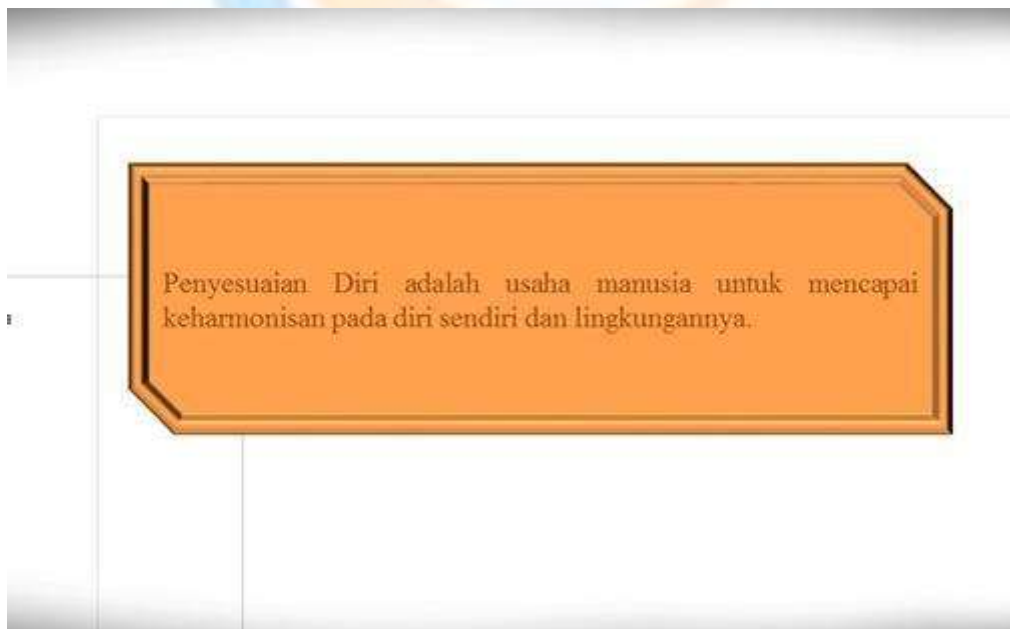 Penyesuaian Diri adalah usaha manusia untuk mencapai
keharmonisan pada diri sendiri dan lingkungannya.